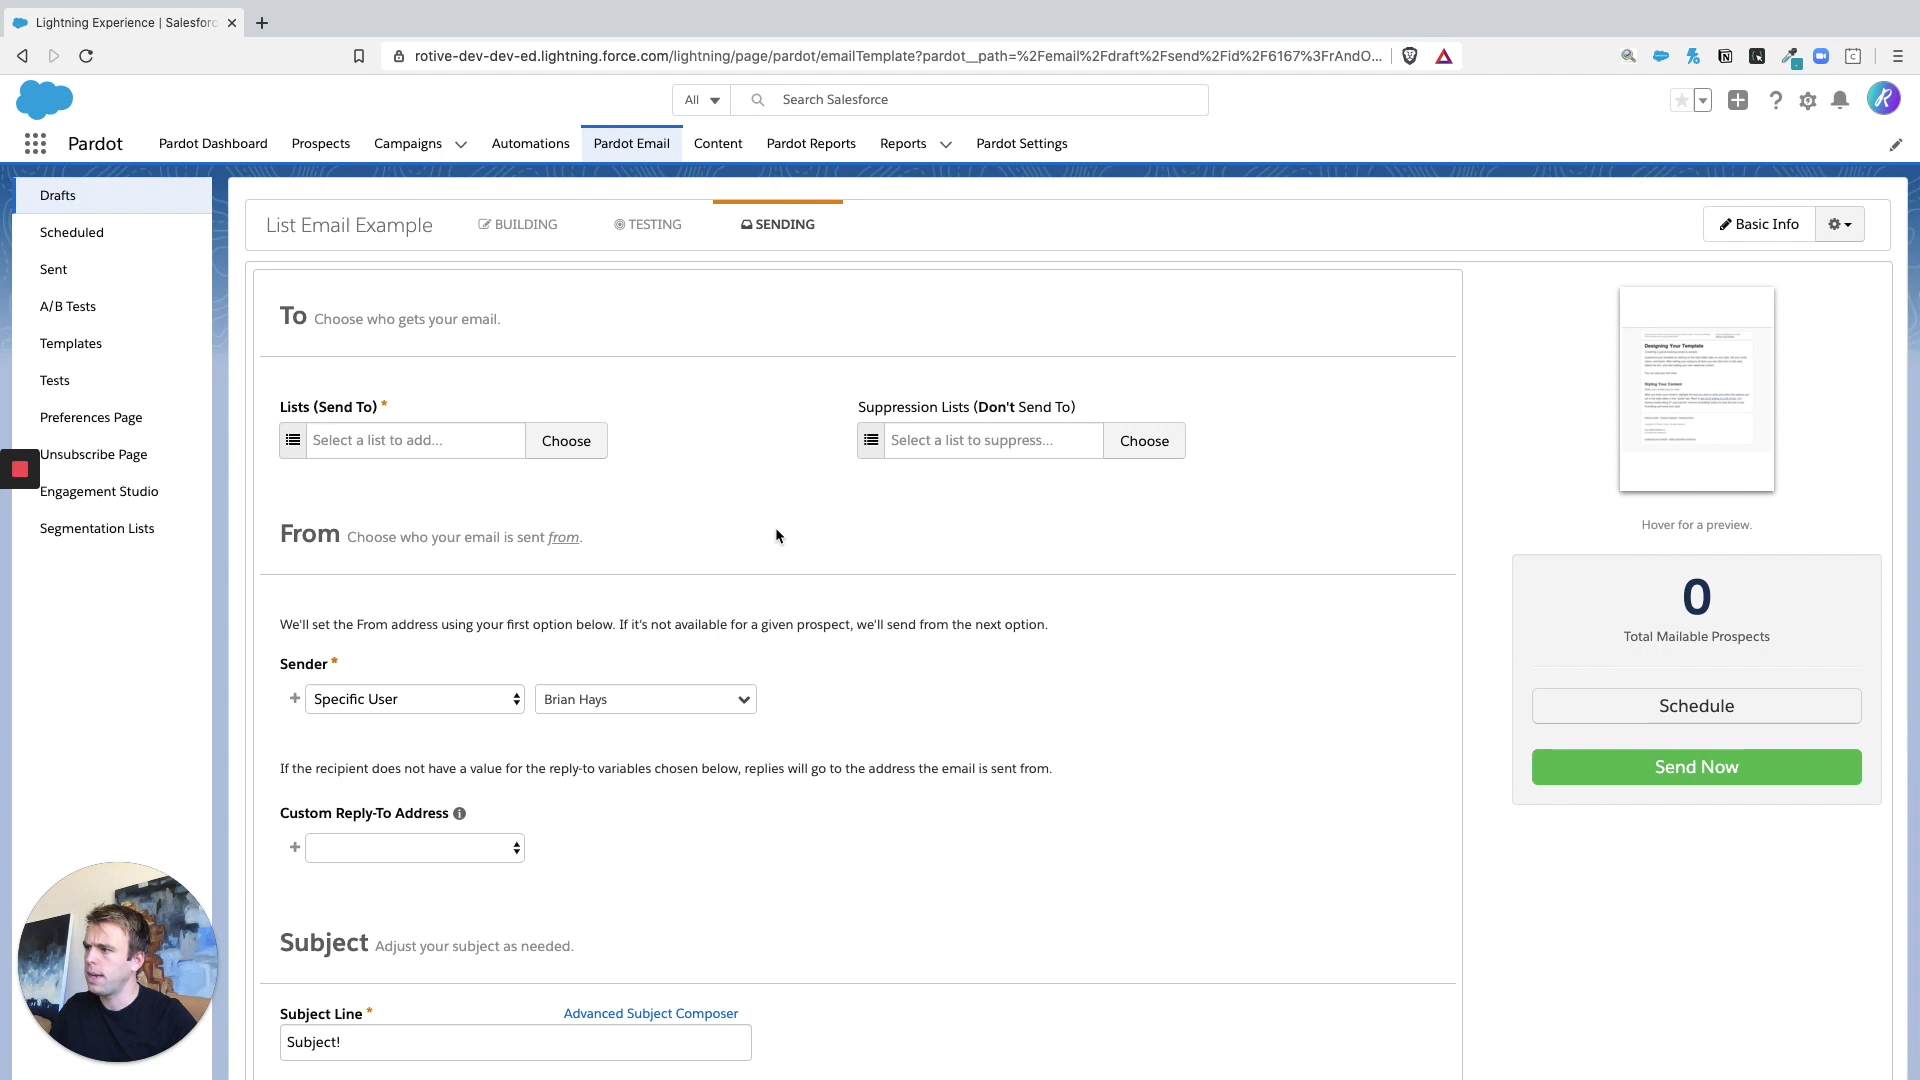 Lightning Experience | Salesforc
rotive-dev-dev-ed.lightning.force.com/lightning/page/pardot/emailTemplate?pardot__path=%2Femail%2Fdraft%2Fsend%2Fid%2F6167%3FrAndO...
All
Search Salesforce
Pardot
Pardot Dashboard
Prospects
Campaigns
Automations
Pardot Email
Content
Pardot Reports
Reports
Pardot Settings
Drafts
Scheduled
Sent
A/B Tests
Templates
Tests
Preferences Page
Unsubscribe Page
Engagement Studio
Segmentation Lists
List Email Example
BUILDING
TESTING
SENDING
Basic Info
To Choose who gets your email.
Lists (Send To) *
Select a list to add...
Choose
Suppression Lists (Don't Send To)
Select a list to suppress...
Choose
From Choose who your email is sent from.
We'll set the From address using your first option below. If it's not available for a given prospect, we'll send from the next option.
Sender *
Specific User
Brian Hays
If the recipient does not have a value for the reply-to variables chosen below, replies will go to the address the email is sent from.
Custom Reply-To Address
Subject Adjust your subject as needed.
Subject Line *
Advanced Subject Composer
Subject!
Designing Your Template
Styling Your Content
Hover for a preview.
0
Total Mailable Prospects
Schedule
Send Now